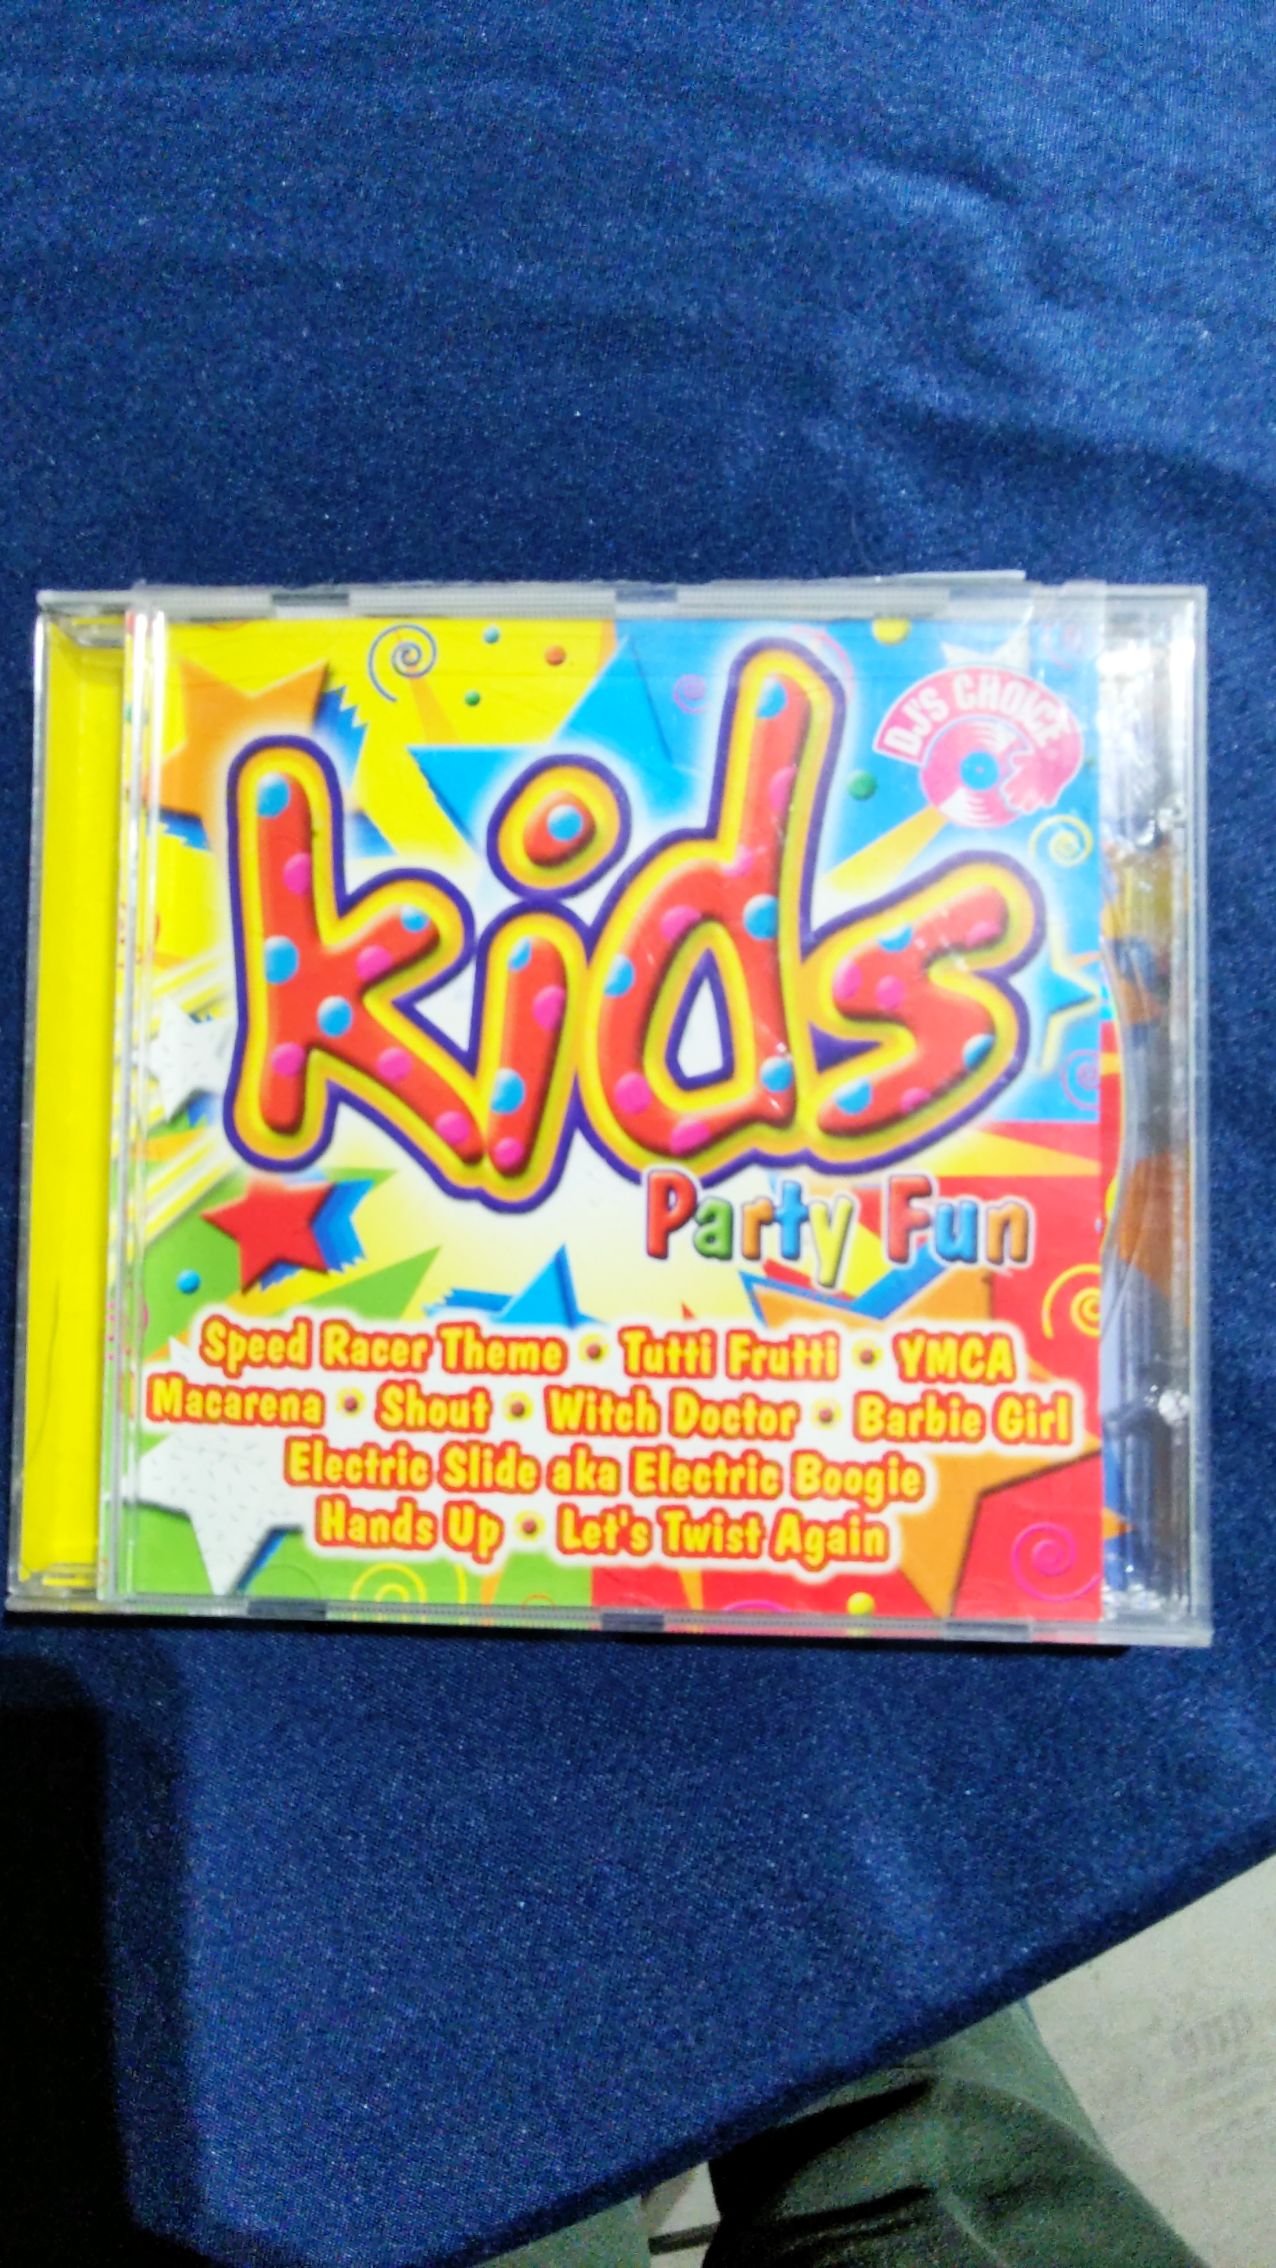 DJ'S CHOICE
kids
Party Fun
Speed Racer Theme • Tutti Frutti • YMCA
Macarena • Shout • Witch Doctor • Barbie Girl
Electric Slide aka Electric Boogie
Hands Up • Let's Twist Again